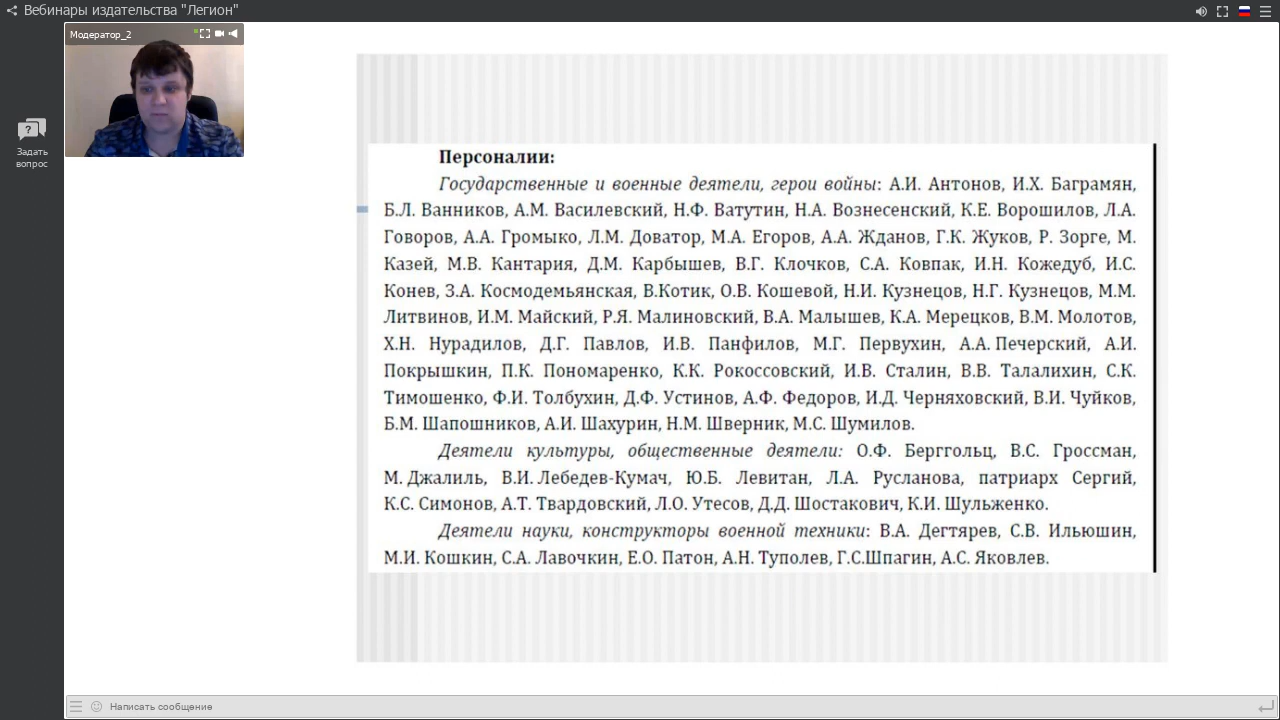 Вебинары издательства "Легион"
Модератор_2
Задать
вопрос
Персоналии:
Государственные и военные деятели, герои войны: А.И. Антонов, И.Х. Баграмян,
Б.Л. Ванников, А.М. Василевский, Н.Ф. Ватутин, Н.А. Вознесенский, К.Е. Ворошилов, Л.А.
Говоров, А.А. Громыко, Л.М. Доватор, М.А. Егоров, А.А. Жданов, Г.К. Жуков, Р. Зорге, М.
Казей, М.В. Кантария, Д.М. Карбышев, В.Г. Клочков, С.А. Ковпак, И.Н. Кожедуб, И.С.
Конев, З.А. Космодемьянская, В.Котик, О.В. Кошевой, Н.И. Кузнецов, Н.Г. Кузнецов, М.М.
Литвинов, И.М. Майский, Р.Я. Малиновский, В.А. Малышев, К.А. Мерецков, В.М. Молотов,
Х.Н. Нурадилов, Д.Г. Павлов, И.В. Панфилов, М.Г. Первухин, А.А. Печерский, А.И.
Покрышкин, П.К. Пономаренко, К.К. Рокоссовский, И.В. Сталин, В.В. Талалихин, С.К.
Тимошенко, Ф.И. Толбухин, Д.Ф. Устинов, А.Ф. Федоров, И.Д. Черняховский, В.И. Чуйков,
Б.М. Шапошников, А.И. Шахурин, Н.М. Шверник, М.С. Шумилов.
Деятели культуры, общественные деятели: О.Ф. Берггольц, В.С. Гроссман,
М. Джалиль, В.И. Лебедев-Кумач, Ю.Б. Левитан, Л.А. Русланова, патриарх Сергий,
К.С. Симонов, А.Т. Твардовский, Л.О. Утесов, Д.Д. Шостакович, К.И. Шульженко.
Деятели науки, конструкторы военной техники: В.А. Дегтярев, С.В. Ильюшин,
М.И. Кошкин, С.А. Лавочкин, Е.О. Патон, А.Н. Туполев, Г.С.Шпагин, А.С. Яковлев.
Написать сообщение